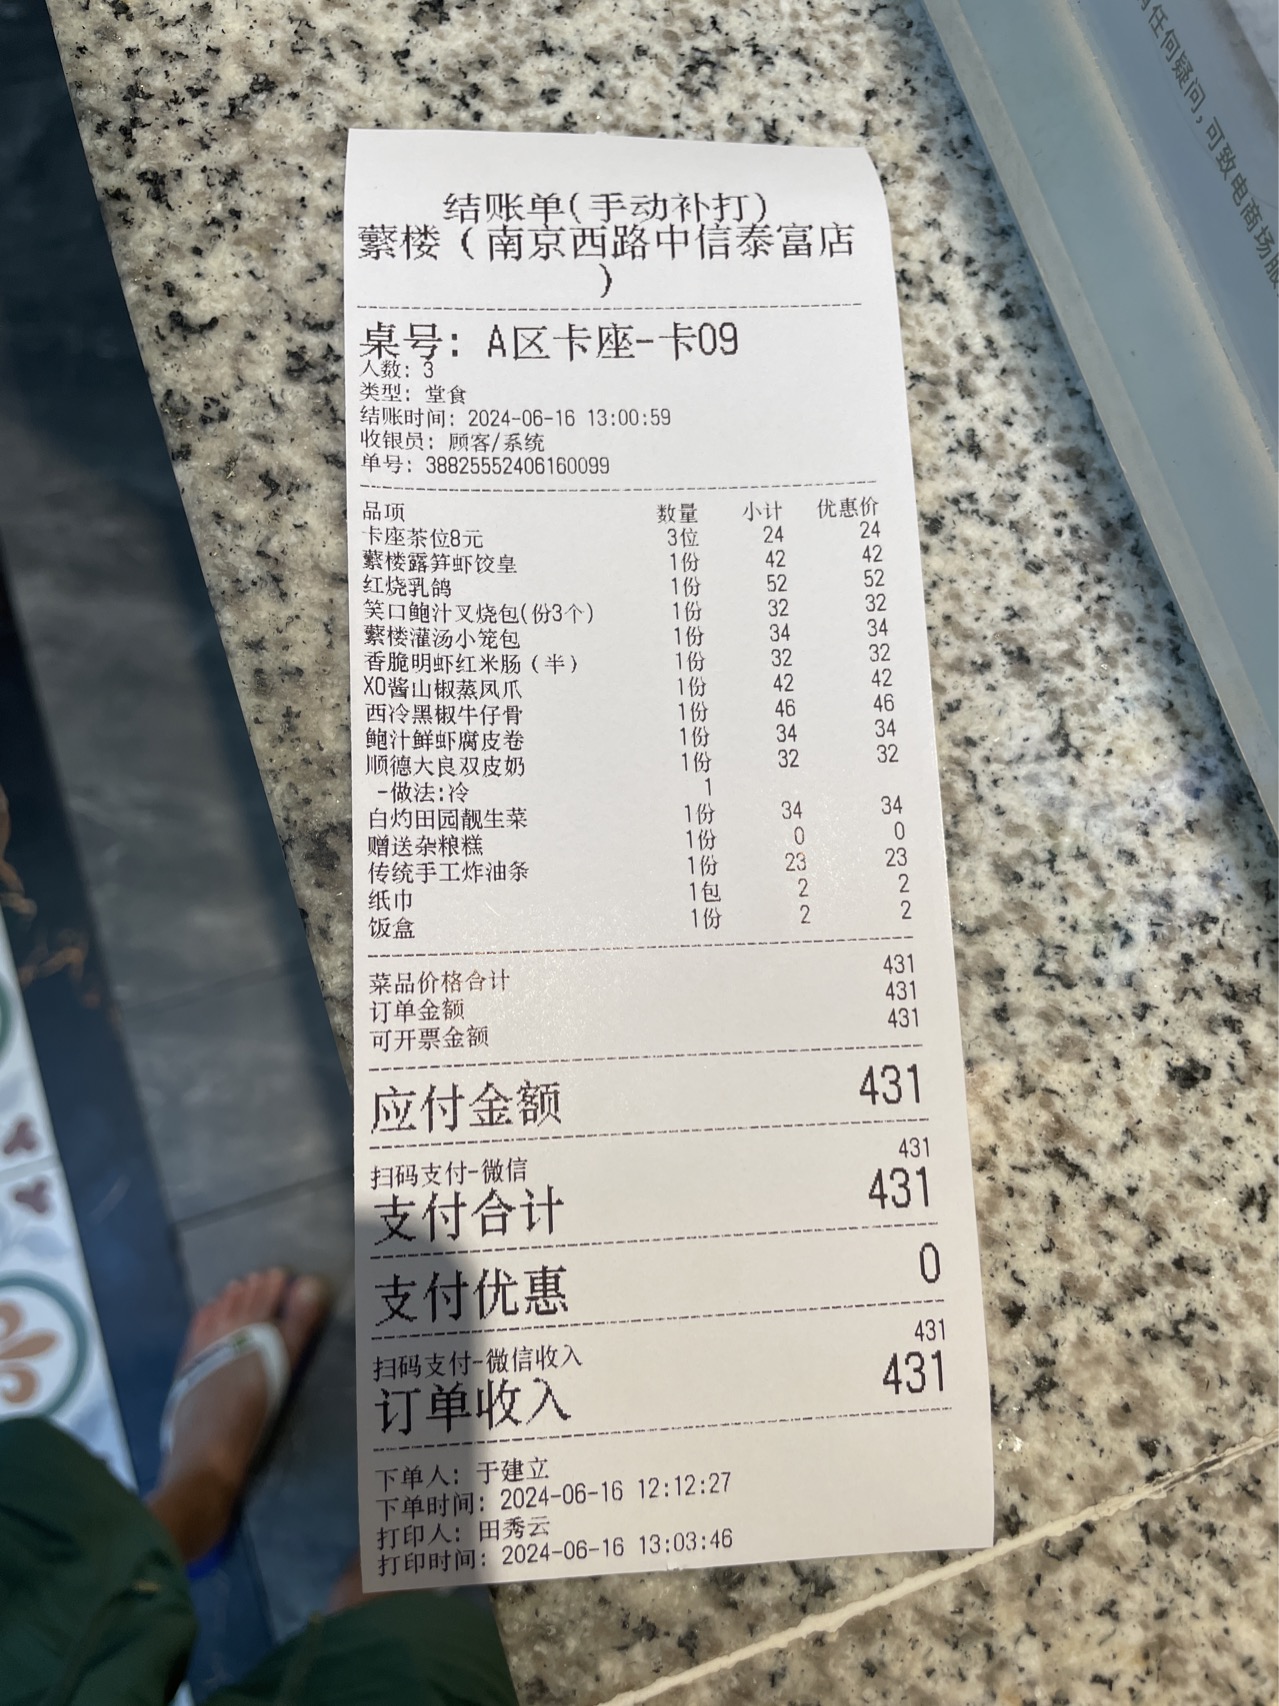 结账单(手动补打)
蘩楼（南京西路中信泰富店
）
桌号: A区卡座-卡09
人数: 3
类型: 堂食
结账时间: 2024-06-16 13:00:59
收银员: 顾客/系统
单号: 38825552406160099
品项 数量 小计 优惠价
卡座茶位8元 3位 24 24
蘩楼露笋虾饺皇 1份 42 42
红烧乳鸽 1份 52 52
笑口鲍汁叉烧包(份3个) 1份 32 32
蘩楼灌汤小笼包 1份 34 34
香脆明虾红米肠（半） 1份 32 32
XO酱山椒蒸凤爪 1份 42 42
西冷黑椒牛仔骨 1份 46 46
鲍汁鲜虾腐皮卷 1份 34 34
顺德大良双皮奶 1份 32 32
-做法:冷 1
白灼田园靓生菜 1份 34 34
赠送杂粮糕 1份 0 0
传统手工炸油条 1份 23 23
纸巾 1包 2 2
饭盒 1份 2 2
菜品价格合计 431
订单金额 431
可开票金额 431
应付金额 431
扫码支付-微信 431
支付合计 431
支付优惠 0
扫码支付-微信收入 431
订单收入 431
下单人: 于建立
下单时间: 2024-06-16 12:12:27
打印人: 田秀云
打印时间: 2024-06-16 13:03:46
任何疑问,可致电商场服